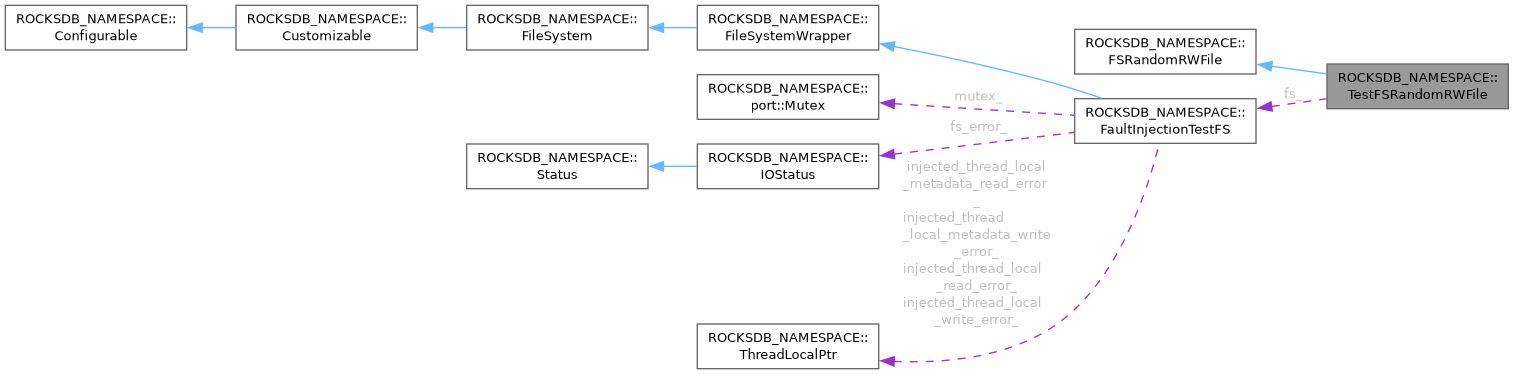 ROCKSDB_NAMESPACE::
Configurable
ROCKSDB_NAMESPACE::
Customizable
ROCKSDB_NAMESPACE::
FileSystem
ROCKSDB_NAMESPACE::
FileSystemWrapper
ROCKSDB_NAMESPACE::
FSRandomRWFile
ROCKSDB_NAMESPACE::
TestFSRandomRWFile
ROCKSDB_NAMESPACE::
port::Mutex
mutex_
fs_
ROCKSDB_NAMESPACE::
FaultInjectionTestFS
fs_error_
ROCKSDB_NAMESPACE::
Status
ROCKSDB_NAMESPACE::
IOStatus
injected_thread_local
_metadata_read_error
_
injected_thread
_local_metadata_write
_error_
injected_thread_local
_read_error_
injected_thread_local
_write_error_
ROCKSDB_NAMESPACE::
ThreadLocalPtr